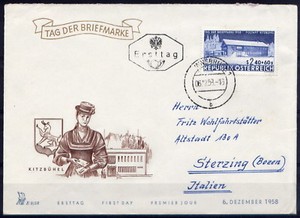 TAG DER BRIEFMARKE
Ersttag
S 2.40+60g
REPUBLIK ÖSTERREICH
Herrn
Fritz Wohlfahrtstätter
Altstadt 13o A
Sterzing (Bozen)
Italien
KITZBÜHEL
ERSTTAG FIRST DAY PREMIER JOUR 6. DEZEMBER 1958